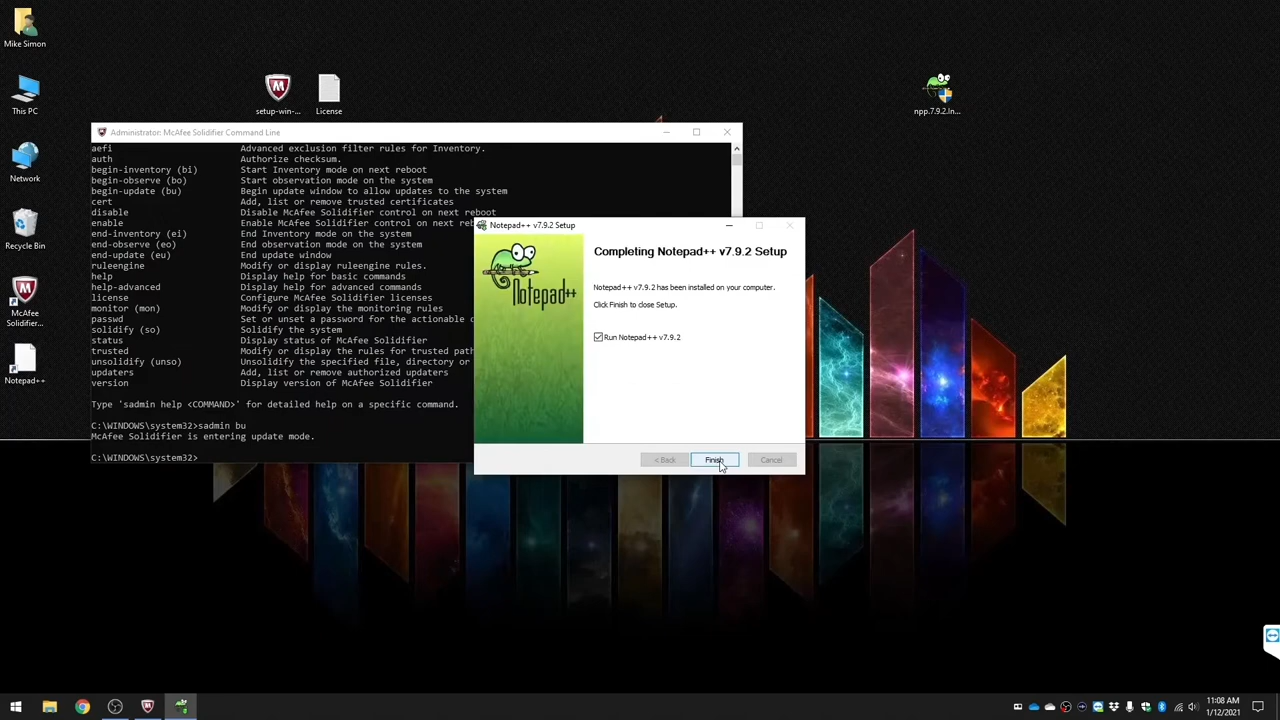 Mike Simon
This PC
Network
Recycle Bin
McAfee
Solidifier...
Notepad++
setup-win-...
License
npp.7.9.2.In...
Administrator: McAfee Solidifier Command Line
aefi Advanced exclusion filter rules for Inventory.
auth Authorize checksum.
begin-inventory (bi) Start Inventory mode on next reboot
begin-observe (bo) Start observation mode on the system
begin-update (bu) Begin update window to allow updates to the system
cert Add, list or remove trusted certificates
disable Disable McAfee Solidifier control on next reboot
enable Enable McAfee Solidifier control on next reb
end-inventory (ei) End Inventory mode on the system
end-observe (eo) End observation mode on the system
end-update (eu) End update window
ruleengine Modify or display ruleengine rules.
help Display help for basic commands
help-advanced Display help for advanced commands
license Configure McAfee Solidifier licenses
monitor (mon) Modify or display the monitoring rules
passwd Set or unset a password for the actionable c
solidify (so) Solidify the system
status Display status of McAfee Solidifier
trusted Modify or display the rules for trusted path
unsolidify (unso) Unsolidify the specified file, directory or
updaters Add, list or remove authorized updaters
version Display version of McAfee Solidifier
Type 'sadmin help <COMMAND>' for detailed help on a specific command.
C:\WINDOWS\system32>sadmin bu
McAfee Solidifier is entering update mode.
C:\WINDOWS\system32>
Notepad++ v7.9.2 Setup
Notepad++
Completing Notepad++ v7.9.2 Setup
Notepad++ v7.9.2 has been installed on your computer.
Click Finish to close Setup.
Run Notepad++ v7.9.2
< Back
Finish
Cancel
11:08 AM
1/12/2021